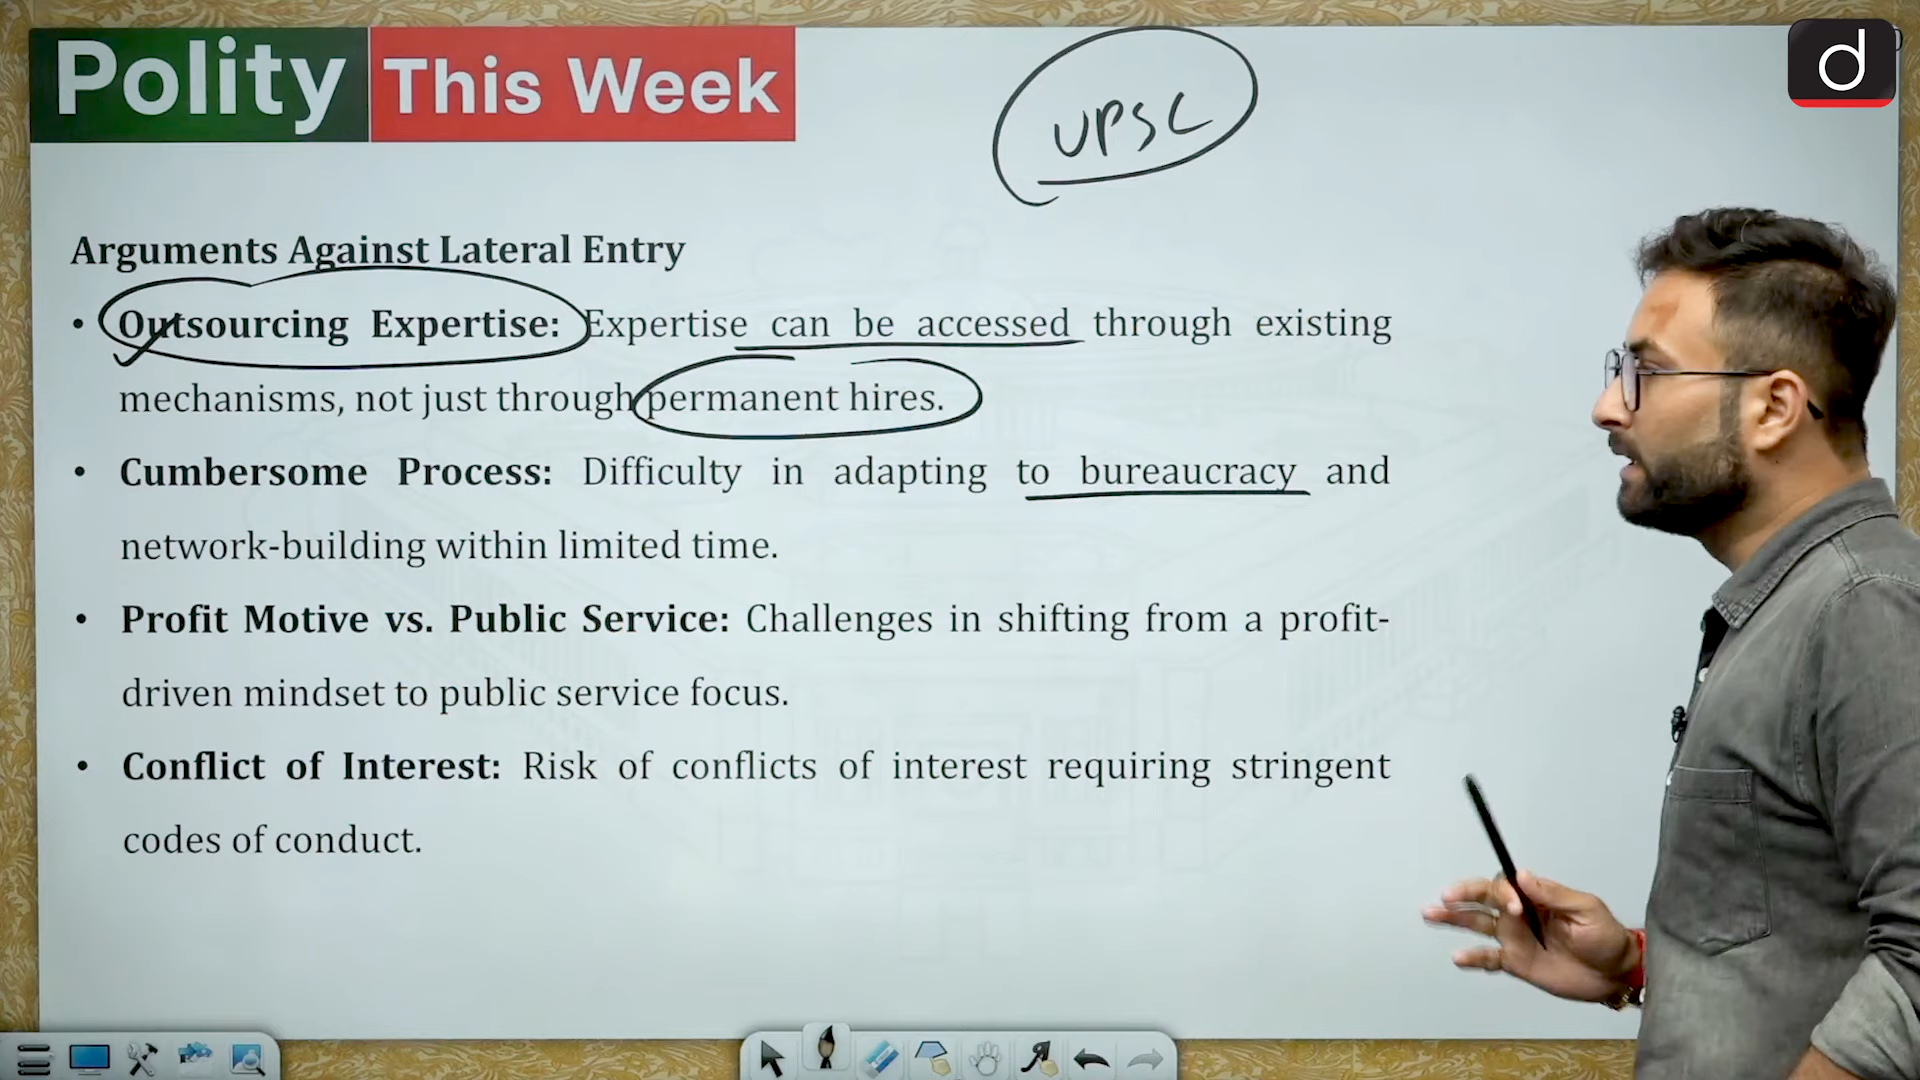 Polity This Week
UPSC
d
Arguments Against Lateral Entry
• Outsourcing Expertise: Expertise can be accessed through existing
mechanisms, not just through permanent hires.
• Cumbersome Process: Difficulty in adapting to bureaucracy and
network-building within limited time.
• Profit Motive vs. Public Service: Challenges in shifting from a profit-
driven mindset to public service focus.
• Conflict of Interest: Risk of conflicts of interest requiring stringent
codes of conduct.